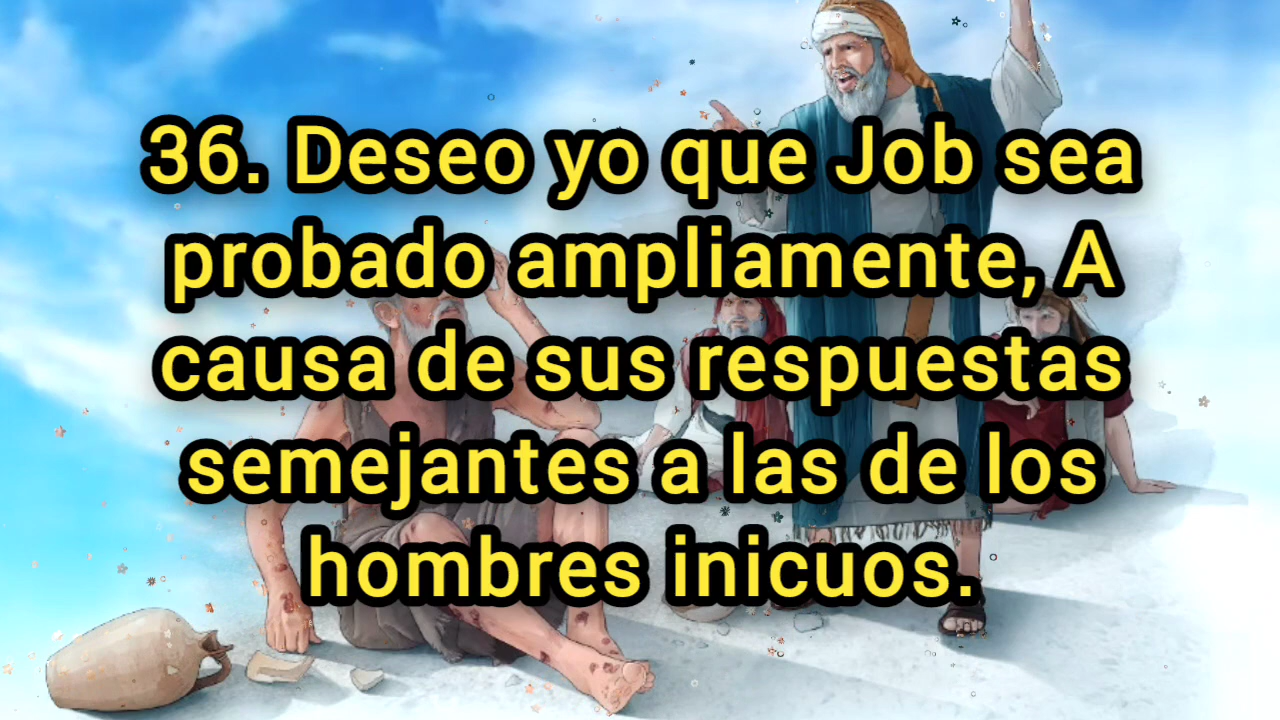 36. Deseo yo que Job sea
probado ampliamente, A
causa de sus respuestas
semejantes a las de los
hombres inicuos.